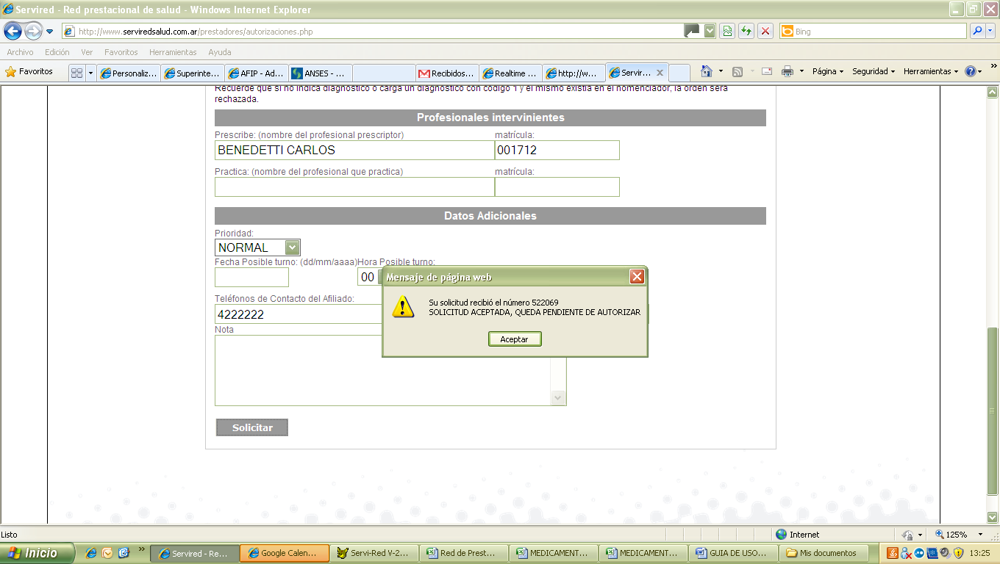 Servired - Red prestacional de salud - Windows Internet Explorer
http://www.serviredsalud.com.ar/prestadores/autorizaciones.php
Bing
Archivo Edición Ver Favoritos Herramientas Ayuda
Favoritos Personaliz... Superinte... AFIP - Ad... ANSES - ... Recibidos... Realtime ... http://w... Servir... Página Seguridad Herramientas
Recuerde que si no indica diagnóstico o carga un diagnóstico con código 1 y el mismo existía en el nomenclador, la orden será
rechazada.
Profesionales intervinientes
Prescribe: (nombre del profesional prescriptor) matrícula:
BENEDETTI CARLOS 001712
Practica: (nombre del profesional que practica) matrícula:
Datos Adicionales
Prioridad:
NORMAL
Fecha Posible turno: (dd/mm/aaaa)Hora Posible turno:
00
Mensaje de página web
Su solicitud recibió el número 522069
SOLICITUD ACEPTADA, QUEDA PENDIENTE DE AUTORIZAR
Aceptar
Teléfonos de Contacto del Afiliado:
4222222
Nota
Solicitar
Listo Internet 125%
Inicio Servired - Re... Google Calen... Servi-Red V-2... Red de Prest... MEDICAMENT... MEDICAMENT... GUIA DE USO... Mis documentos 13:25